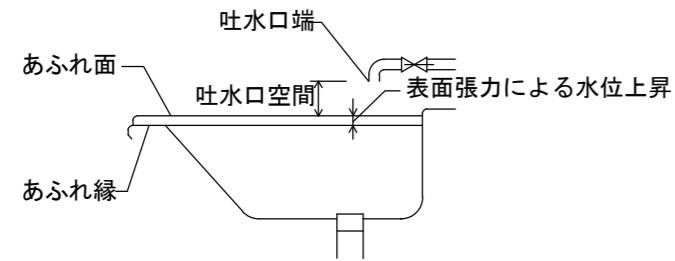 吐水口端
あふれ面
吐水口空間
表面張力による水位上昇
あふれ縁